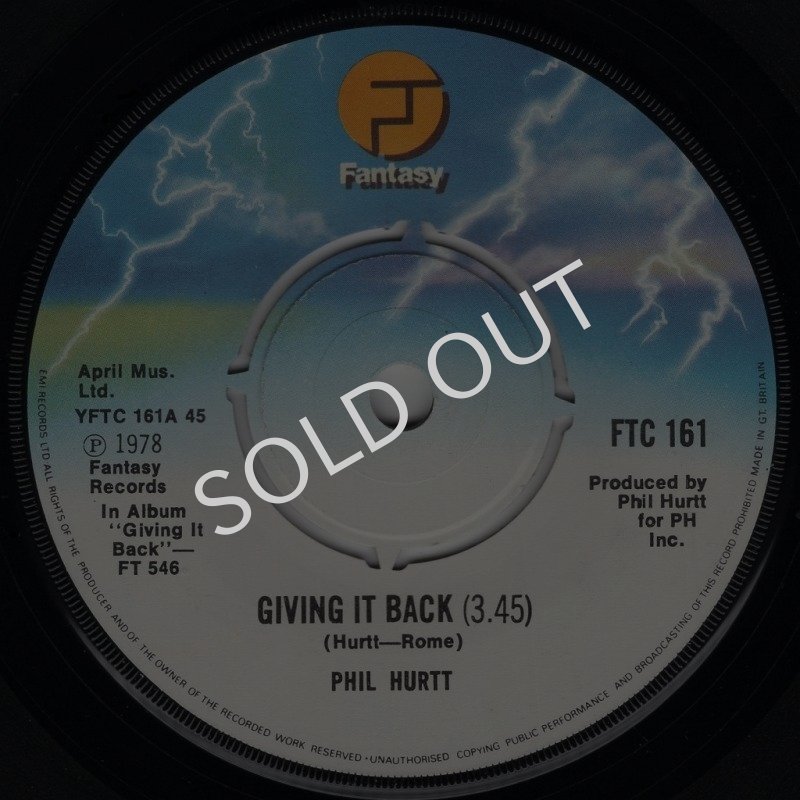 Fantasy
April Mus.
Ltd.
YFTC 161A 45
Ⓟ 1978
Fantasy
Records
In Album
"Giving It
Back"—
FT 546
FTC 161
Produced by
Phil Hurtt
for PH
Inc.
SOLD OUT
GIVING IT BACK (3.45)
(Hurtt—Rome)
PHIL HURTT
EMI RECORDS LTD ALL RIGHTS OF THE PRODUCER AND OF THE OWNER OF THE RECORDED WORK RESERVED • UNAUTHORISED COPYING PUBLIC PERFORMANCE AND BROADCASTING OF THIS RECORD PROHIBITED MADE IN GT. BRITAIN